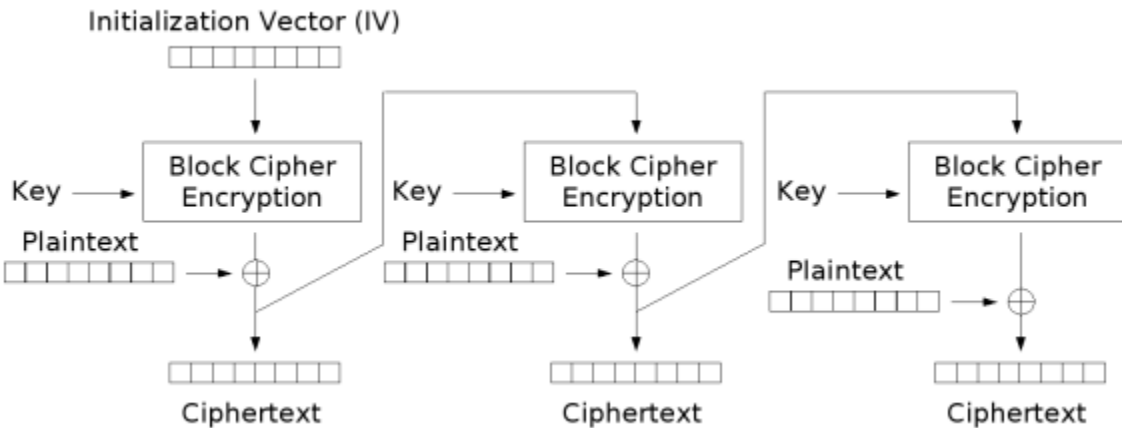 Initialization Vector (IV)
Block Cipher
Encryption
Block Cipher
Encryption
Block Cipher
Encryption
Key
Key
Key
Plaintext
Plaintext
Plaintext
Ciphertext
Ciphertext
Ciphertext